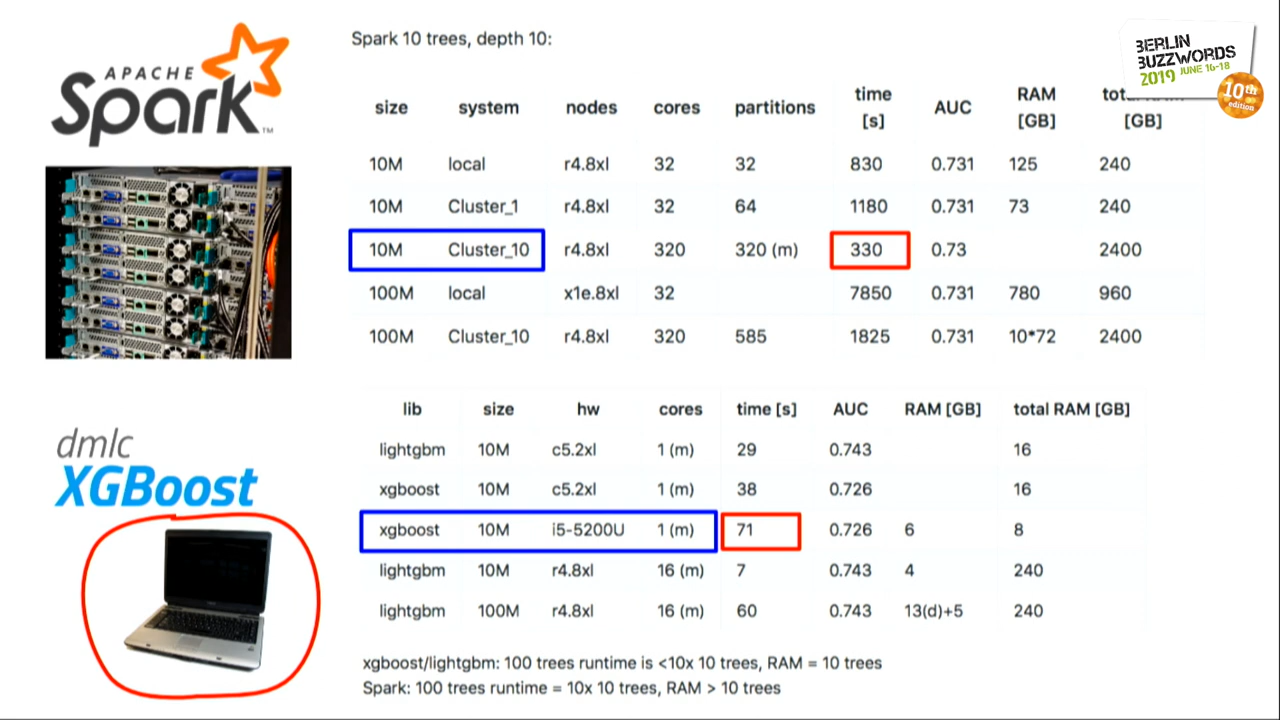 APACHE
Spark™
Spark 10 trees, depth 10:
BERLIN
BUZZWORDS
2019 JUNE 16-18
10th
edition
size system nodes cores partitions time [s] AUC RAM [GB] [GB]
10M local r4.8xl 32 32 830 0.731 125 240
10M Cluster_1 r4.8xl 32 64 1180 0.731 73 240
10M Cluster_10 r4.8xl 320 320 (m) 330 0.73 2400
100M local x1e.8xl 32 7850 0.731 780 960
100M Cluster_10 r4.8xl 320 585 1825 0.731 10*72 2400
dmlc
XGBoost
lib size hw cores time [s] AUC RAM [GB] total RAM [GB]
lightgbm 10M c5.2xl 1 (m) 29 0.743 16
xgboost 10M c5.2xl 1 (m) 38 0.726 16
xgboost 10M i5-5200U 1 (m) 71 0.726 6 8
lightgbm 10M r4.8xl 16 (m) 7 0.743 4 240
lightgbm 100M r4.8xl 16 (m) 60 0.743 13(d)+5 240
xgboost/lightgbm: 100 trees runtime is <10x 10 trees, RAM = 10 trees
Spark: 100 trees runtime = 10x 10 trees, RAM > 10 trees